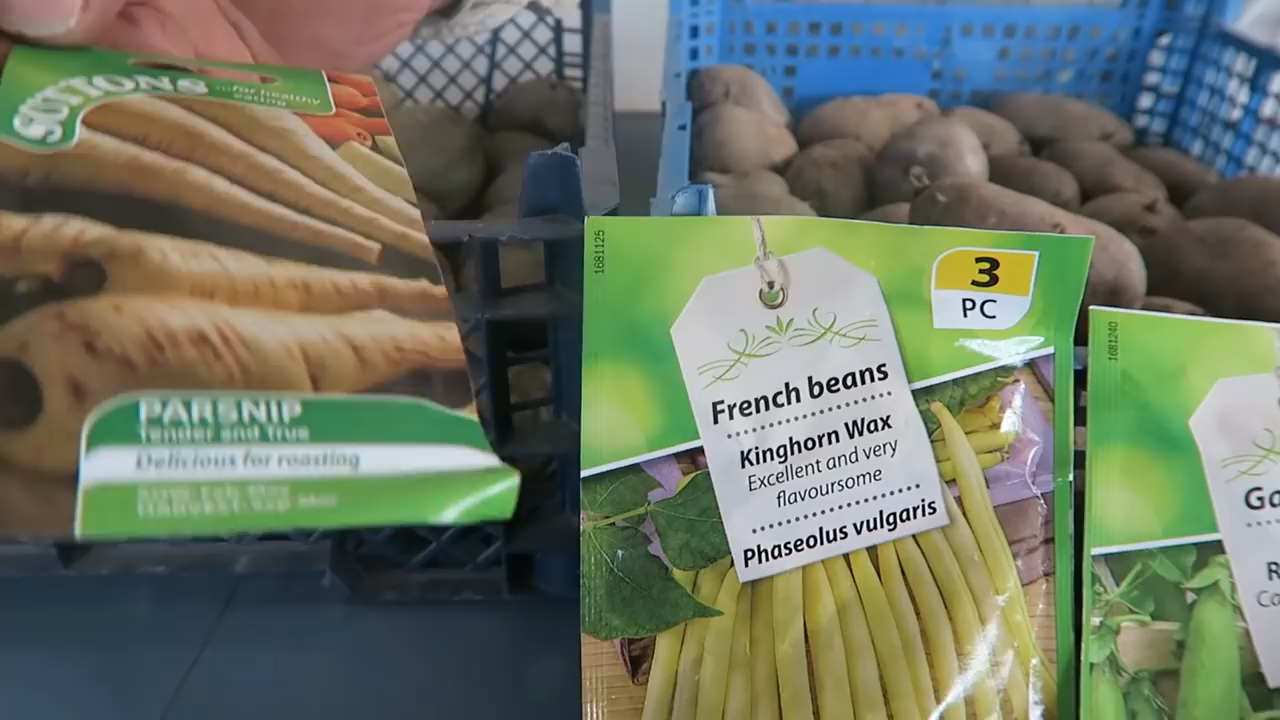 SUTTONS
...for healthy
eating
PARSNIP
Tender and True
Delicious for roasting
1681125
3
PC
French beans
Kinghorn Wax
Excellent and very
flavoursome
Phaseolus vulgaris
1681240